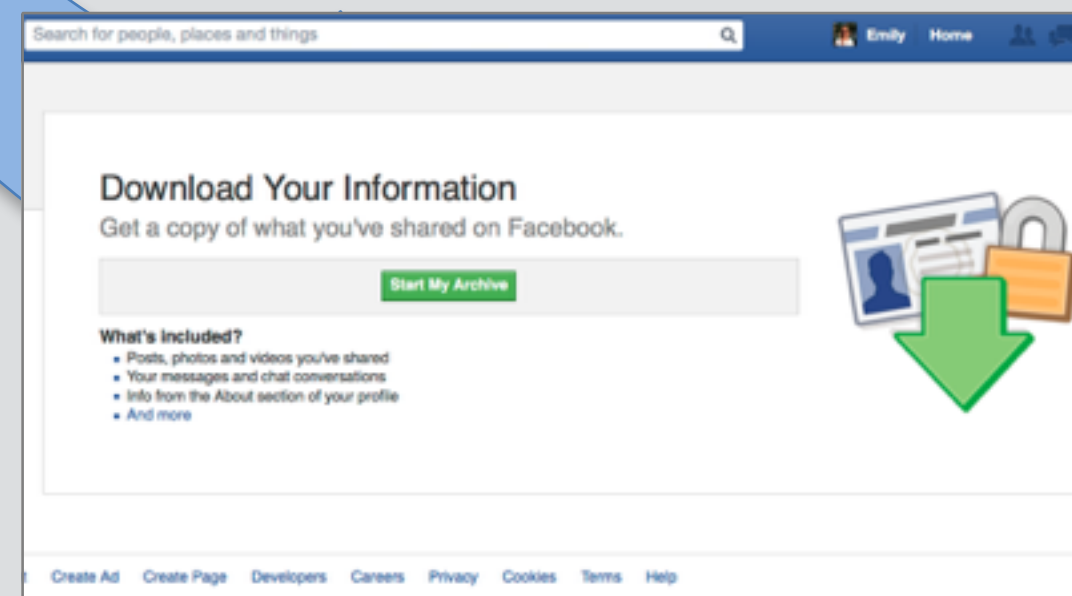 Search for people, places and things
Emily Home
Download Your Information
Get a copy of what you've shared on Facebook.
Start My Archive
What's included?
Posts, photos and videos you've shared
Your messages and chat conversations
Info from the About section of your profile
And more
Create Ad Create Page Developers Careers Privacy Cookies Terms Help